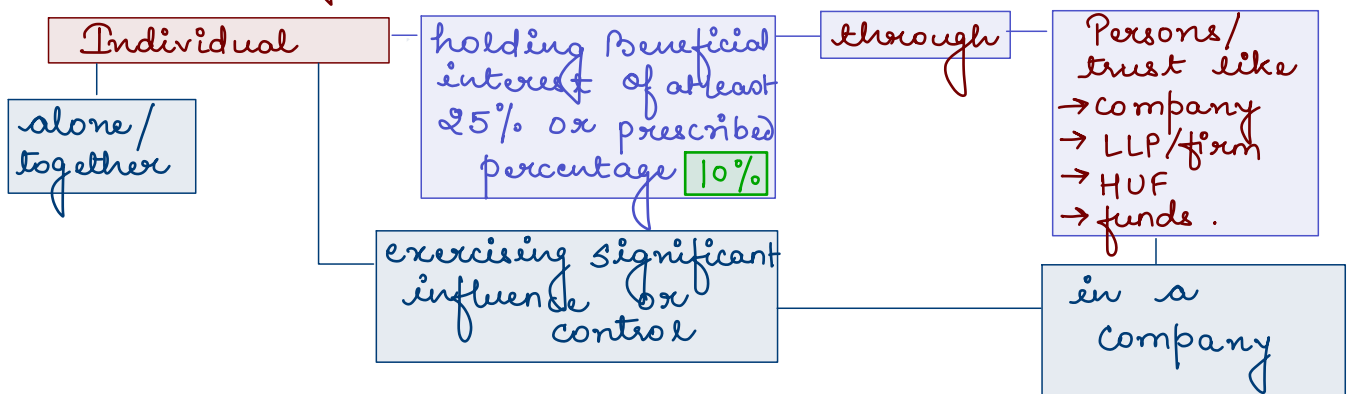 Individual
alone/
together
holding Beneficial
interest of atleast
25% or prescribed
percentage 10%
through
Persons/
trust like
→ company
→ LLP/firm
→ HUF
→ funds.
exercising significant
influence or
control
in a
company